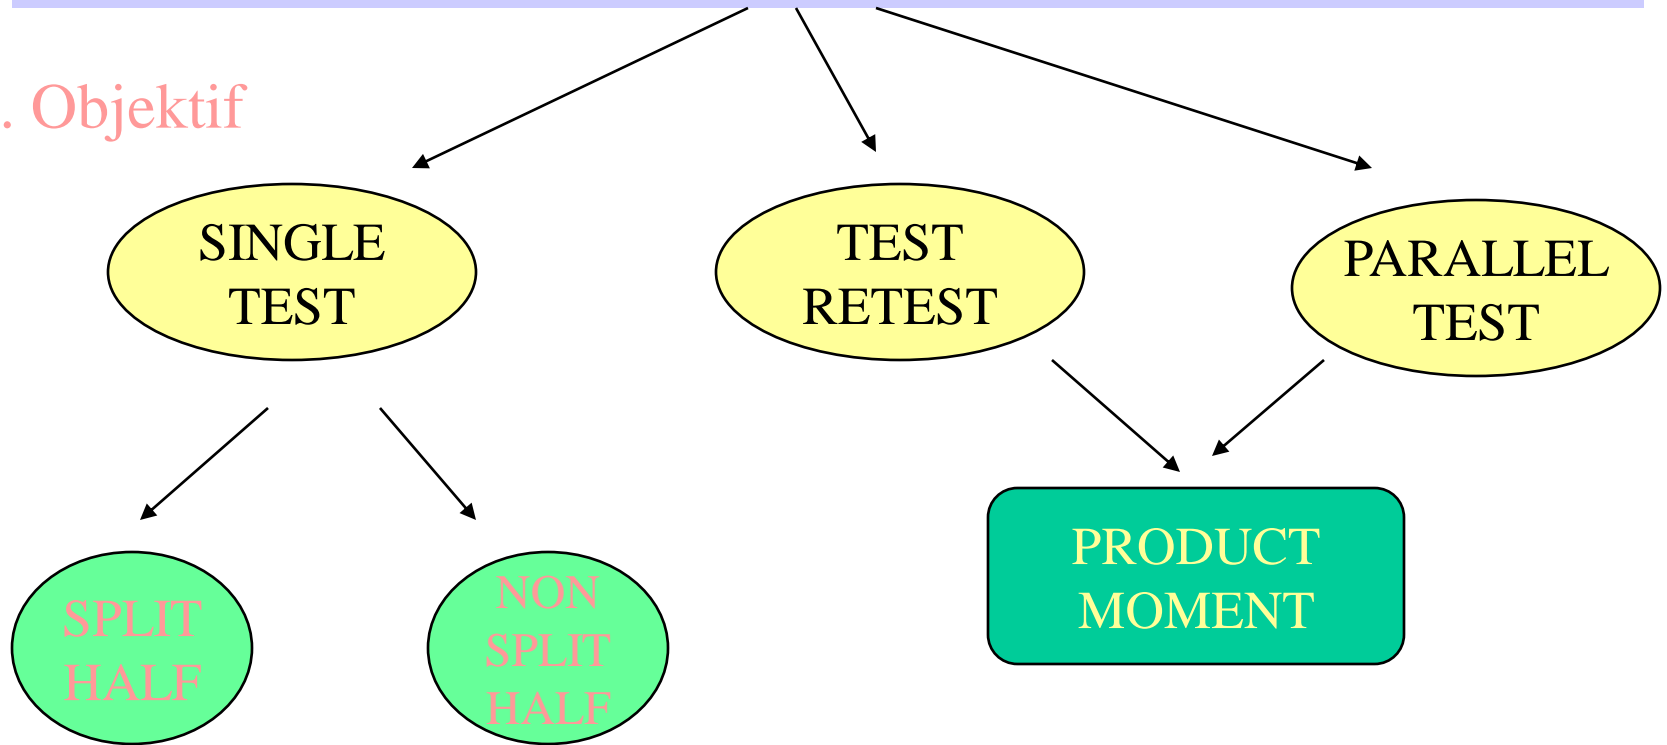 . Objektif
SINGLE
TEST
TEST
RETEST
PARALLEL
TEST
SPLIT
HALF
NON
SPLIT
HALF
PRODUCT
MOMENT